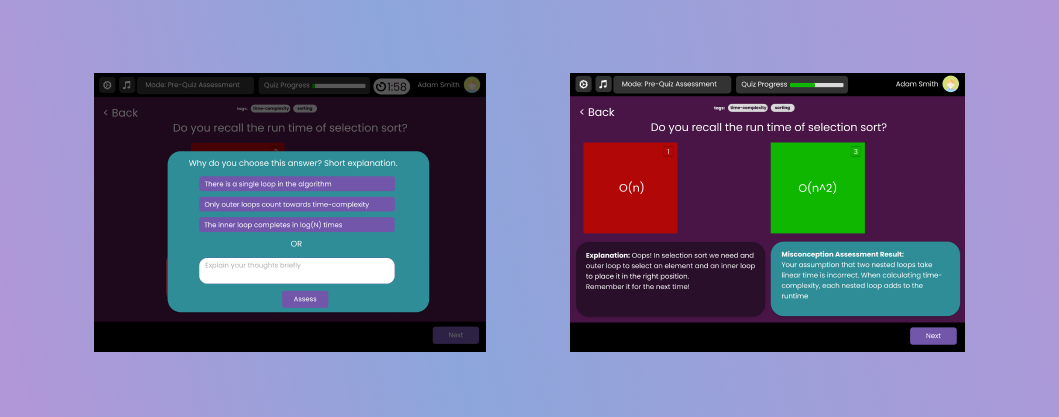 Mode: Pre-Quiz Assessment
Quiz Progress
1:58
Adam Smith
< Back
tags: time-complexity sorting
Do you recall the run time of selection sort?
Why do you choose this answer? Short explanation.
There is a single loop in the algorithm
Only outer loops count towards time-complexity
The inner loop completes in log(N) times
OR
Explain your thoughts briefly
Assess
Next
Mode: Pre-Quiz Assessment
Quiz Progress
Adam Smith
< Back
tags: time-complexity sorting
Do you recall the run time of selection sort?
1
O(n)
3
O(n^2)
Explanation: Oops! In selection sort we need and
outer loop to select an element and an inner loop
to place it in the right position.
Remember it for the next time!
Misconception Assessment Result:
Your assumption that two nested loops take
linear time is incorrect. When calculating time-
complexity, each nested loop adds to the
runtime
Next